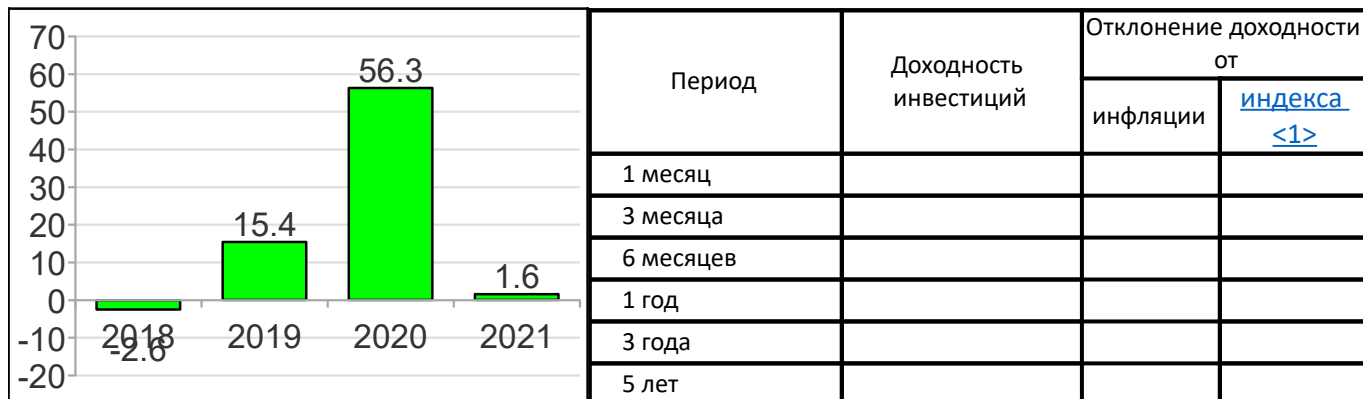 70
60
50
40
30
20
10
0
-10
-20
-2.6
15.4
56.3
1.6
2018 2019 2020 2021
Период
Доходность
инвестиций
Отклонение доходности
от
инфляции
индекса
<1>
1 месяц
3 месяца
6 месяцев
1 год
3 года
5 лет